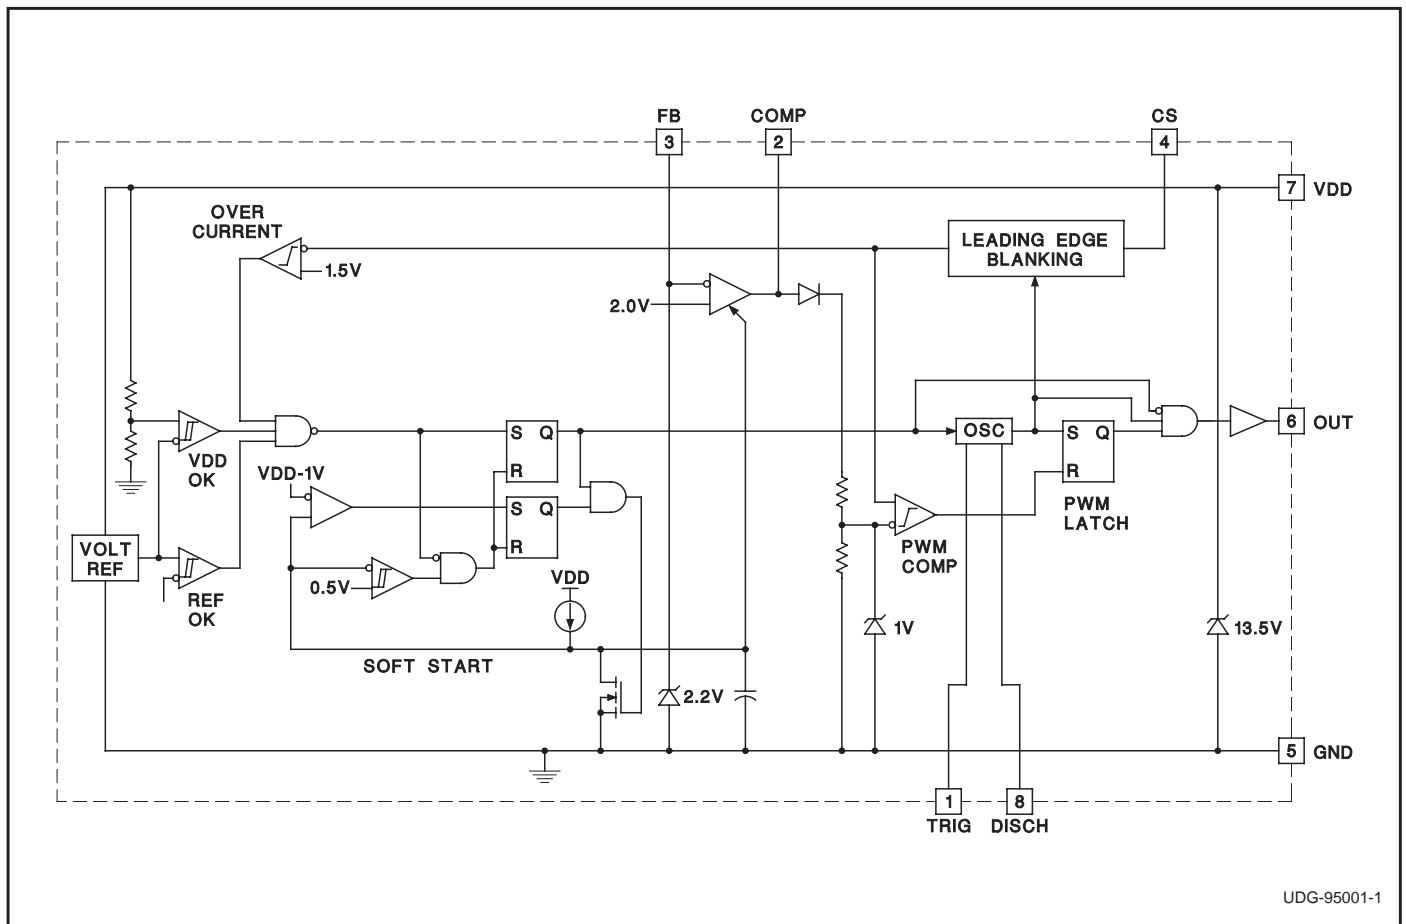 FB COMP CS
3 2 4
7 VDD
OVER
CURRENT
1.5V
LEADING EDGE
BLANKING
2.0V
VDD
OK
VDD-1V
S Q
R
OSC
S Q
R
6 OUT
PWM
LATCH
S Q
R
VOLT
REF
REF
OK
0.5V
VDD
PWM
COMP
1V
13.5V
SOFT START
2.2V
5 GND
1 8
TRIG DISCH
UDG-95001-1